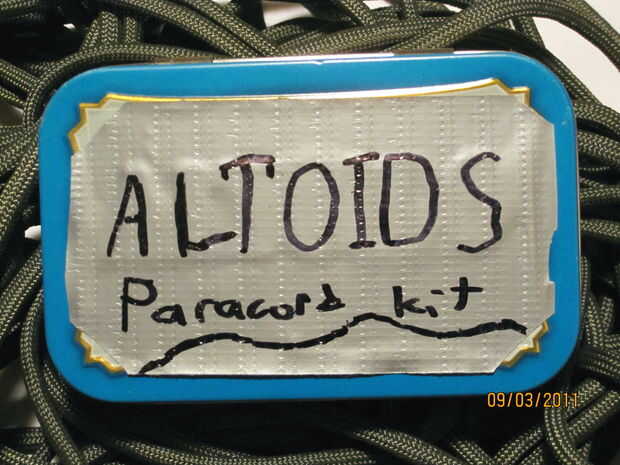 ALTOIDS
Paracord kit
09/03/2011